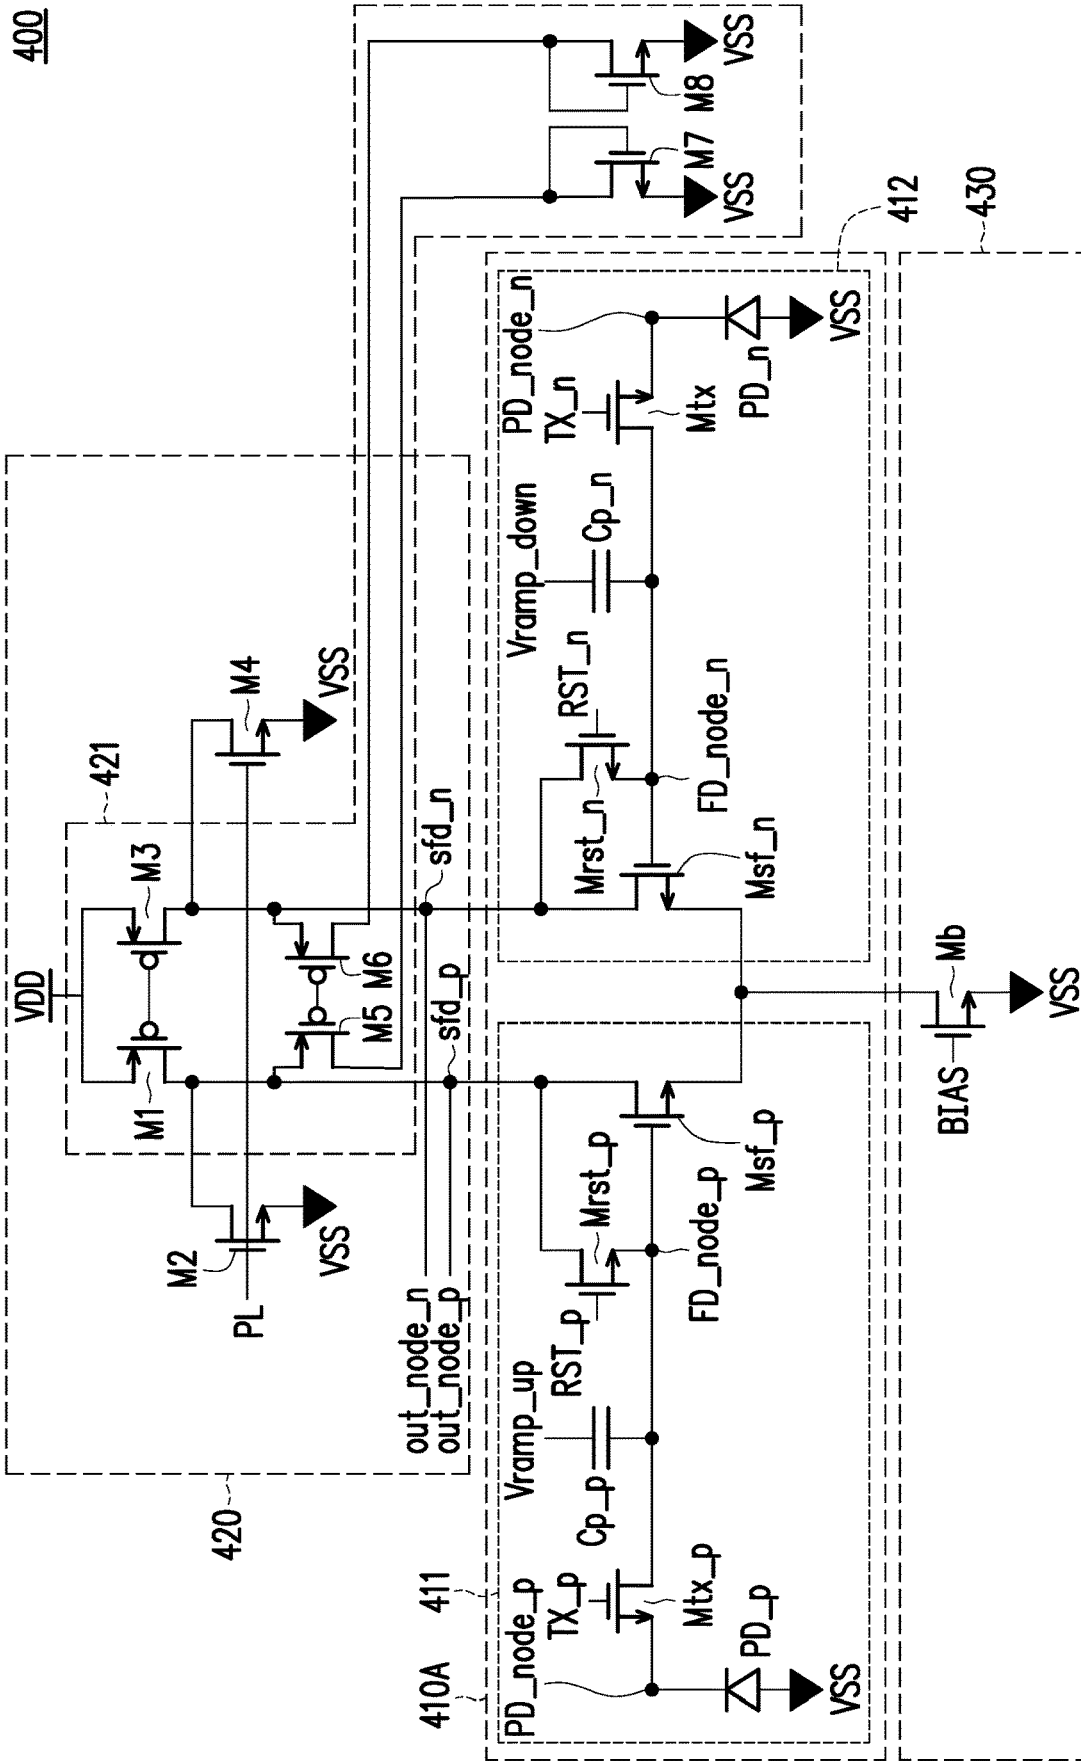 400
VDD
M1
M3
421
M2
M4
VSS
VSS
PL
M5
M6
420
out_node_n
out_node_p
sfd_p
sfd_n
M7
M8
VSS
VSS
410A
411
PD_node_p
TX_p
Mtx_p
PD_p
VSS
Vramp_up
Cp_p
RST_p
Mrst_p
FD_node_p
Msf_p
Msf_n
Mrst_n
RST_n
FD_node_n
Vramp_down
Cp_n
TX_n
Mtx
PD_node_n
PD_n
VSS
412
430
BIAS
Mb
VSS